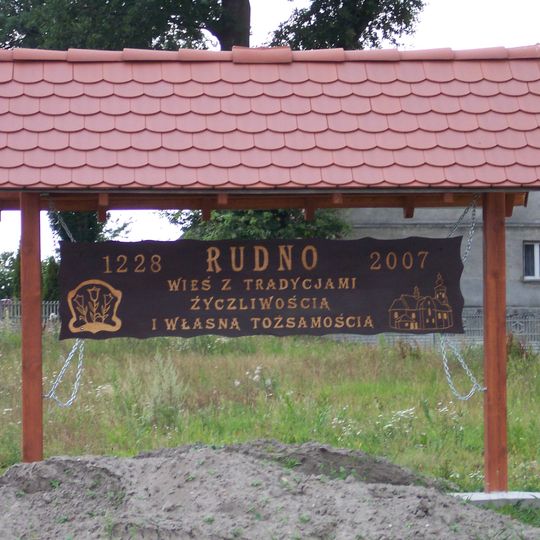 1228 RUDNO 2007
WIEŚ Z TRADYCJAMI
ŻYCZLIWOŚCIĄ
I WŁASNĄ TOŻSAMOŚCIĄ